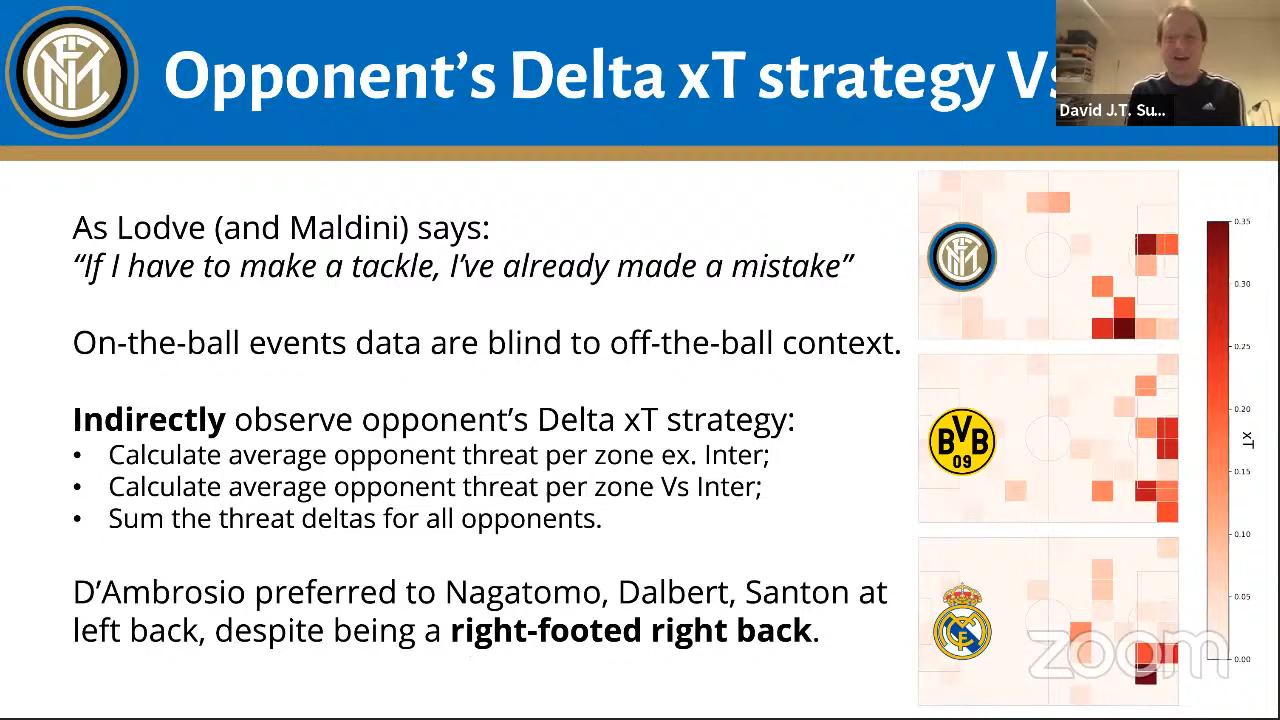 Opponent's Delta xT strategy Vs
David J.T. Su...
As Lodve (and Maldini) says:
“If I have to make a tackle, I’ve already made a mistake”
On-the-ball events data are blind to off-the-ball context.
Indirectly observe opponent’s Delta xT strategy:
• Calculate average opponent threat per zone ex. Inter;
• Calculate average opponent threat per zone Vs Inter;
• Sum the threat deltas for all opponents.
D’Ambrosio preferred to Nagatomo, Dalbert, Santon at
left back, despite being a right-footed right back.
BVB
09
0.35
0.30
0.25
0.20
xT
0.15
0.10
0.05
0.00
zoom